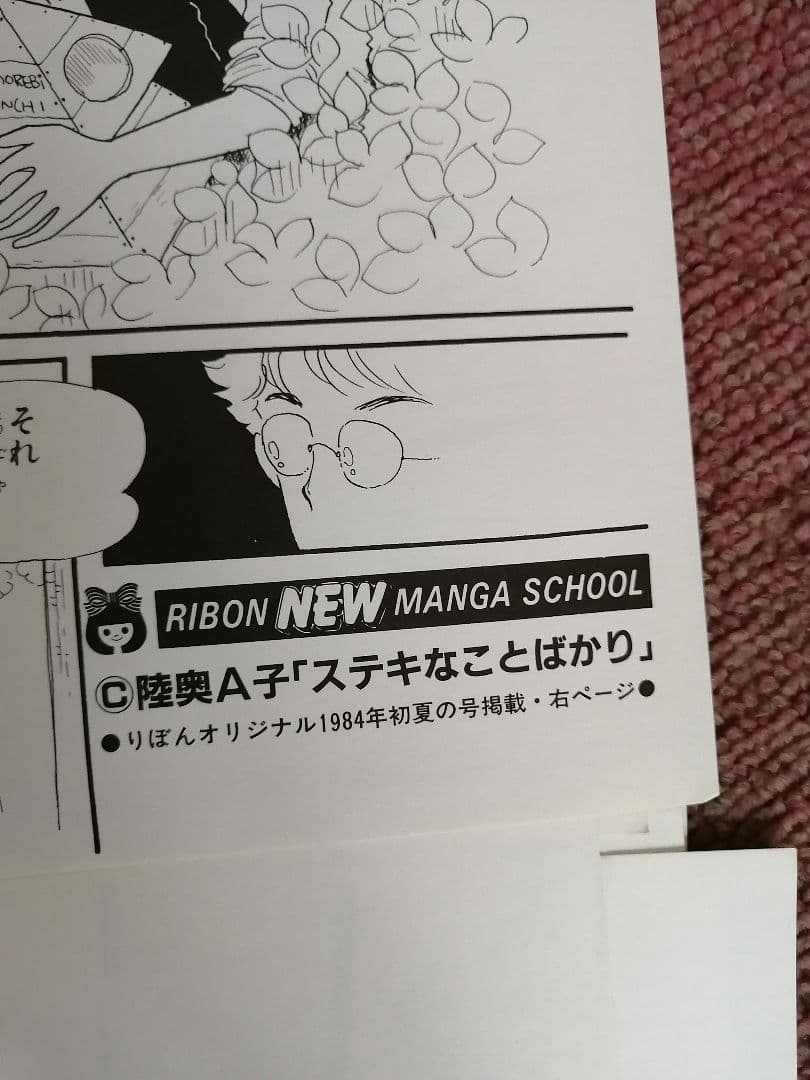 それ
RIBON NEW MANGA SCHOOL
Ⓒ陸奥A子「ステキなことばかり」
●りぼんオリジナル1984年初夏の号掲載・右ページ●